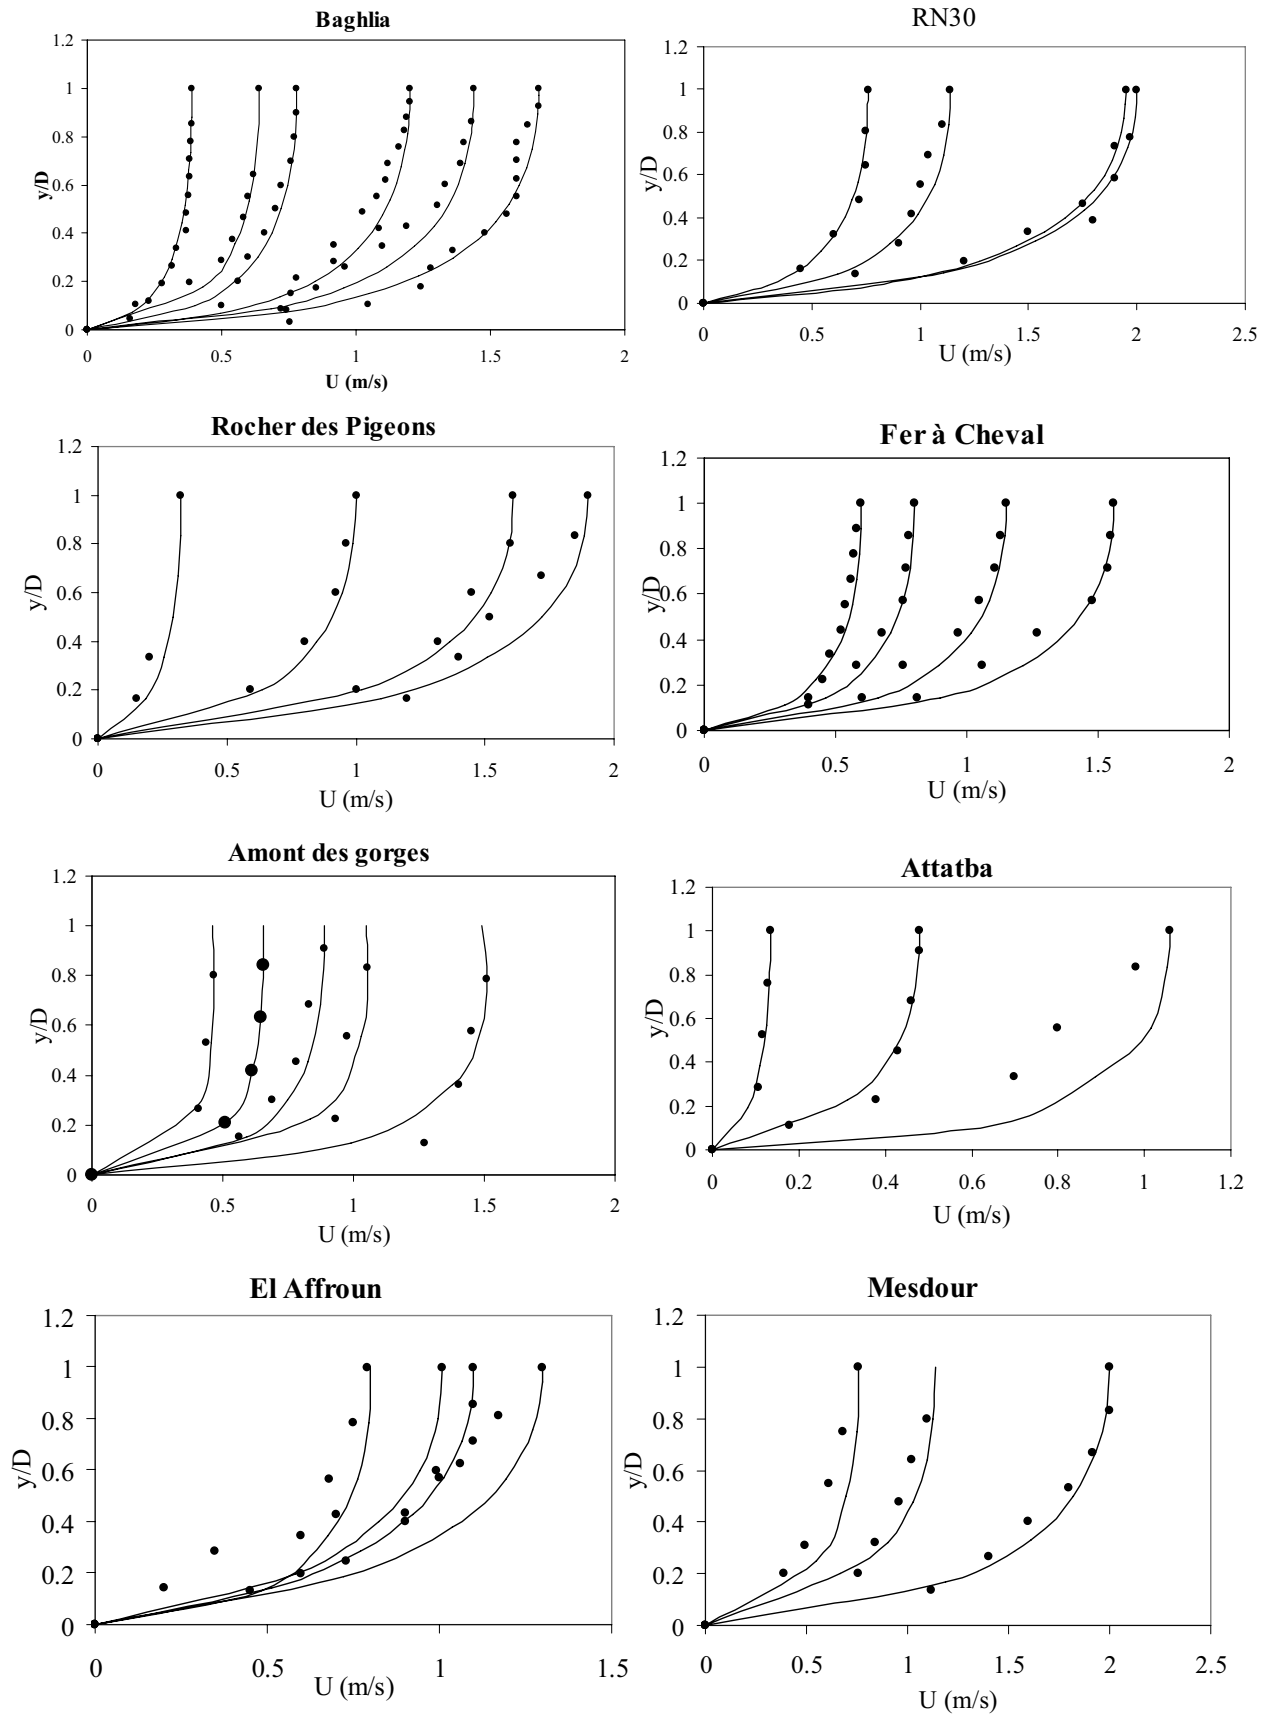 Baghlia
1.2
1
0.8
0.6
0.4
0.2
0
y/D
0 0.5 1 1.5 2
U (m/s)
RN30
1.2
1
0.8
0.6
0.4
0.2
0
y/D
0 0.5 1 1.5 2 2.5
U (m/s)
Rocher des Pigeons
1.2
1
0.8
0.6
0.4
0.2
0
y/D
0 0.5 1 1.5 2
U (m/s)
Fer à Cheval
1.2
1
0.8
0.6
0.4
0.2
0
y/D
0 0.5 1 1.5 2
U (m/s)
Amont des gorges
1.2
1
0.8
0.6
0.4
0.2
0
y/D
0 0.5 1 1.5 2
U (m/s)
Attatba
1.2
1
0.8
0.6
0.4
0.2
0
y/D
0 0.2 0.4 0.6 0.8 1 1.2
U (m/s)
El Affroun
1.2
1
0.8
0.6
0.4
0.2
0
y/D
0 0.5 1 1.5
U (m/s)
Mesdour
1.2
1
0.8
0.6
0.4
0.2
0
y/D
0 0.5 1 1.5 2 2.5
U (m/s)